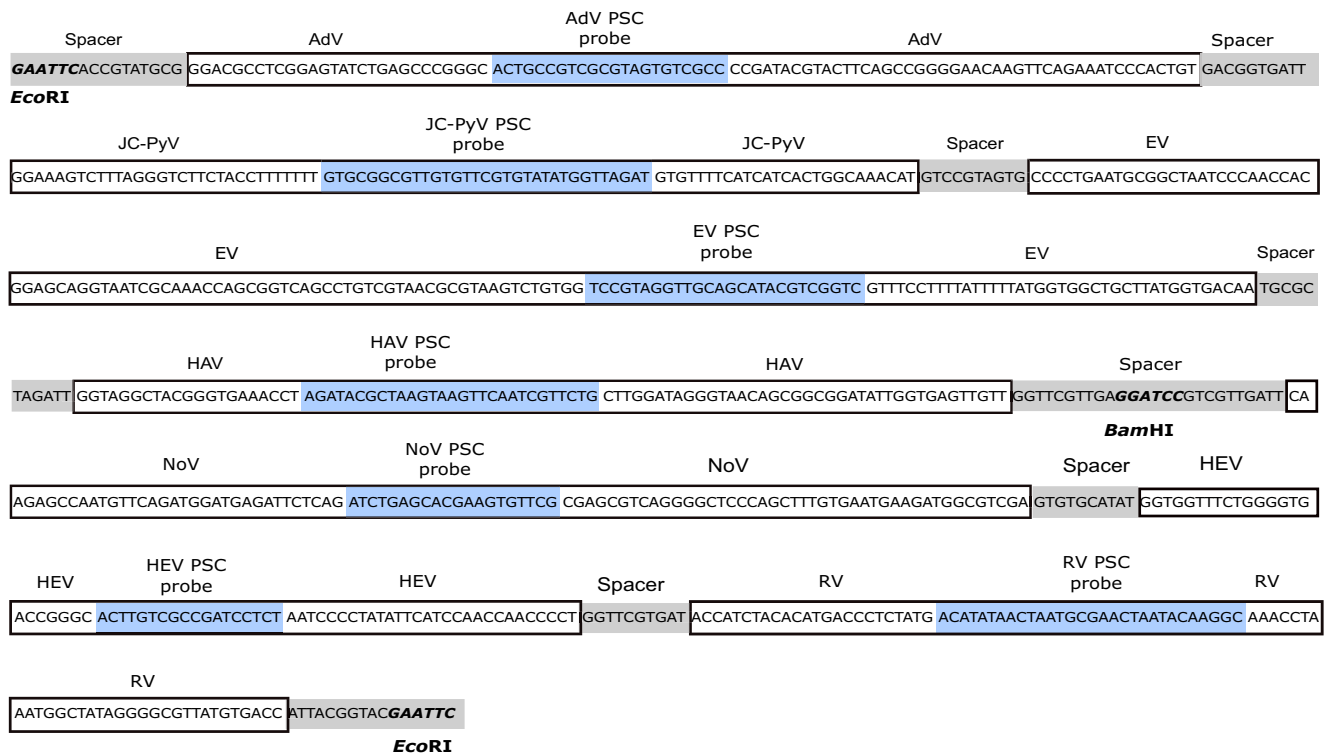 AdV PSC
Spacer AdV probe AdV Spacer
GAATTCACCGTATGCG GGACGCCTCGGAGTATCTGAGCCCGGGC ACTGCCGTCGCGTAGTGTCGCC CCGATACGTACTTCAGCCGGGGAACAAGTTCAGAAATCCCACTGT GACGGTGATT
EcoRI
JC-PyV PSC
JC-PyV probe JC-PyV Spacer EV
GGAAAGTCTTTAGGGTCTTCTACCTTTTTTT GTGCGGCGTTGTGTTCGTGTATATGGTTAGAT GTGTTTTCATCATCACTGGCAAACAT GTCCGTAGTG CCCCTGAATGCGGCTAATCCCAACCAC
EV PSC
EV probe EV Spacer
GGAGCAGGTAATCGCAAACCAGCGGTCAGCCTGTCGTAACGCGTAAGTCTGTGG TCCGTAGGTTGCAGCATACGTCGGTC GTTTCCTTTTATTTTTATGGTGGCTGCTTATGGTGACAA TGCGC
HAV PSC
HAV probe HAV Spacer
TAGATT GGTAGGCTACGGGTGAAACCT AGATACGCTAAGTAAGTTCAATCGTTCTG CTTGGATAGGGTAACAGCGGCGGATATTGGTGAGTTGTT GGTTCGTTGAGGATCCGTCGTTGATT CA
BamHI
NoV PSC
NoV probe NoV Spacer HEV
AGAGCCAATGTTCAGATGGATGAGATTCTCAG ATCTGAGCACGAAGTGTTCG CGAGCGTCAGGGGCTCCCAGCTTTGTGAATGAAGATGGCGTCGA GTGTGCATAT GGTGGTTTCTGGGGTG
HEV PSC RV PSC
HEV probe HEV Spacer RV probe RV
ACCGGGC ACTTGTCGCCGATCCTCT AATCCCCTATATTCATCCAACCAACCCCT GGTTCGTGAT ACCATCTACACATGACCCTCTATG ACATATAACTAATGCGAACTAATACAAGGC AAACCTA
RV
AATGGCTATAGGGGCGTTATGTGACC ATTACGGTACGAATTC
EcoRI